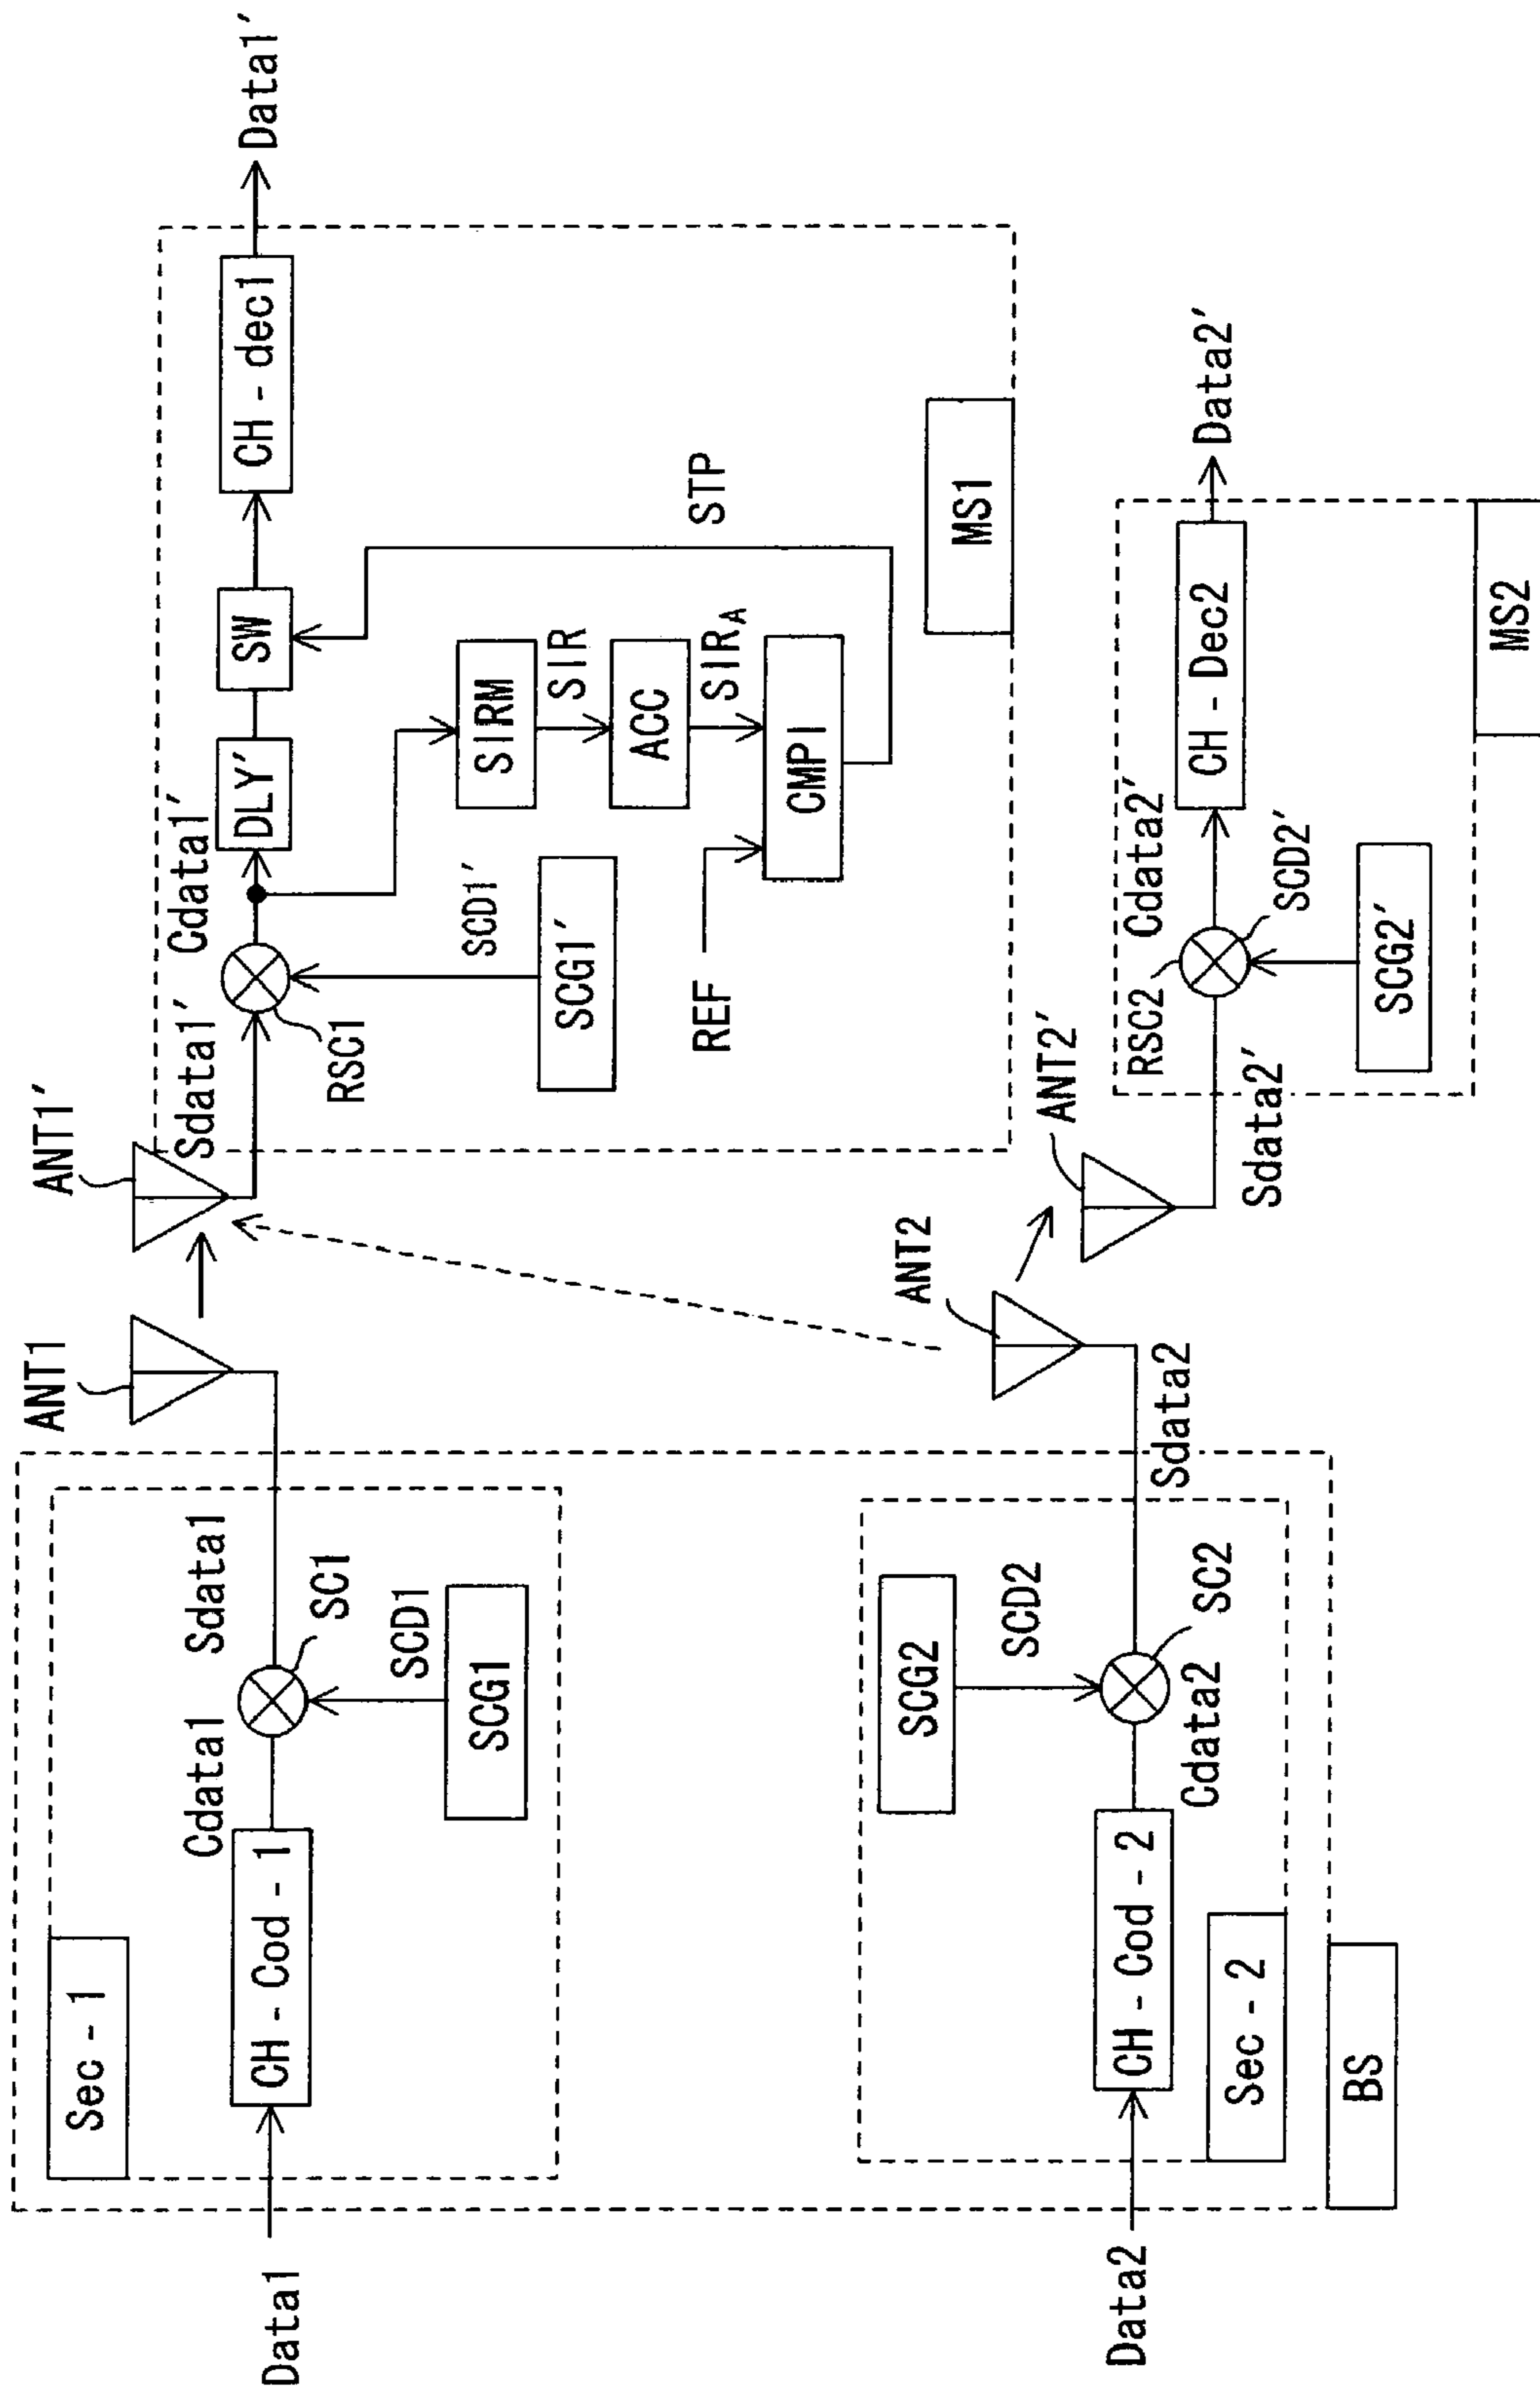 Sec - 1
Data1
CH - Cod - 1
Cdata1
Sdata1
SC1
SCD1
SCG1
ANT1
ANT1′
Sdata1′
RSC1
Cdata1′
DLY′
SW
CH - dec1
Data1′
SCD1′
SCG1′
SIRM
SIR
ACC
SIRA
REF
CMP1
STP
MS1
Data2
CH - Cod - 2
Cdata2
SC2
SCD2
SCG2
Sec - 2
BS
Sdata2
ANT2
ANT2′
Sdata2′
RSC2
Cdata2′
SCD2′
SCG2′
CH - Dec2
Data2′
MS2